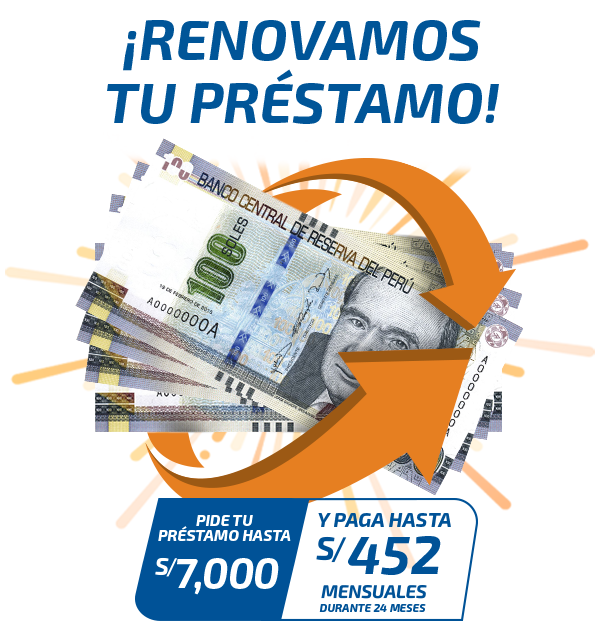 ¡RENOVAMOS
TU PRÉSTAMO!
BANCO CENTRAL DE RESERVA DEL PERÚ
100
SOLES
A0000000A
PIDE TU
PRÉSTAMO HASTA
S/7,000
Y PAGA HASTA
S/452
MENSUALES
DURANTE 24 MESES